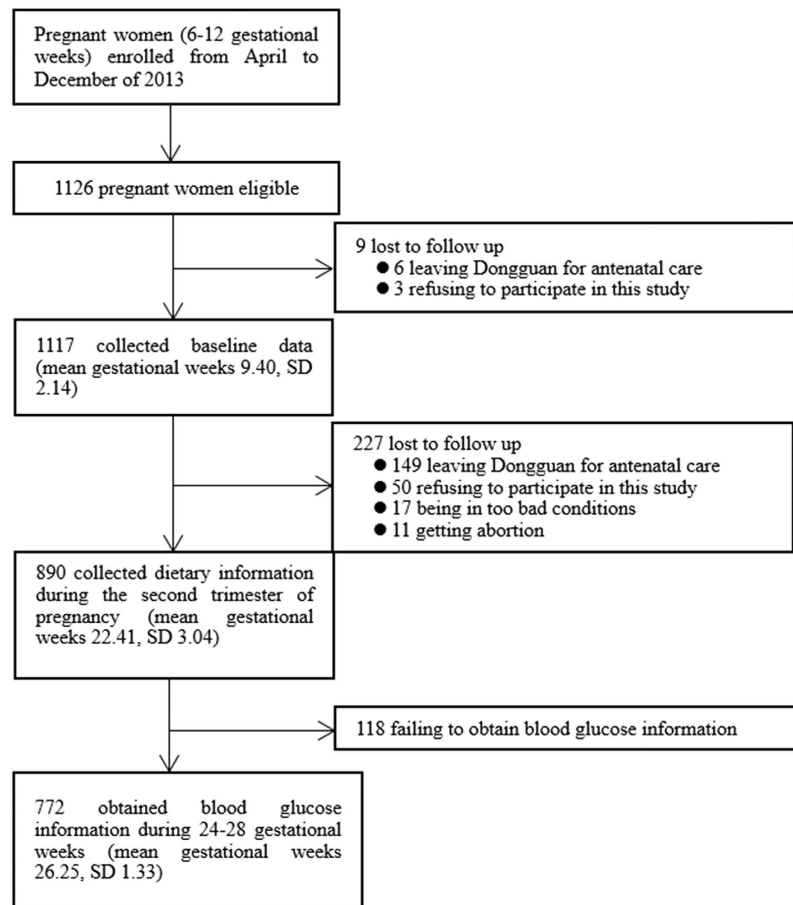 Pregnant women (6-12 gestational
weeks) enrolled from April to
December of 2013
1126 pregnant women eligible
9 lost to follow up
● 6 leaving Dongguan for antenatal care
● 3 refusing to participate in this study
1117 collected baseline data
(mean gestational weeks 9.40, SD
2.14)
227 lost to follow up
● 149 leaving Dongguan for antenatal care
● 50 refusing to participate in this study
● 17 being in too bad conditions
● 11 getting abortion
890 collected dietary information
during the second trimester of
pregnancy (mean gestational
weeks 22.41, SD 3.04)
118 failing to obtain blood glucose information
772 obtained blood glucose
information during 24-28 gestational
weeks (mean gestational weeks
26.25, SD 1.33)